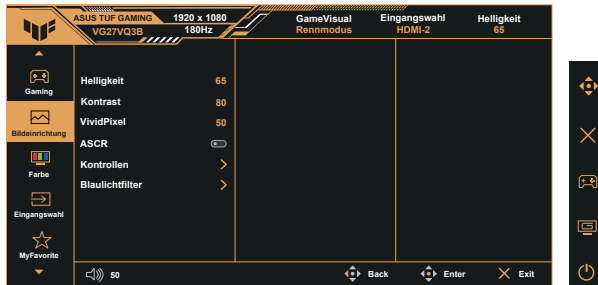 ASUS TUF GAMING 1920 x 1080 GameVisual Eingangswahl Helligkeit
VG27VQ3B 180Hz Rennmodus HDMI-2 65
Gaming
Bildeinrichtung
Farbe
Eingangswahl
MyFavorite
Helligkeit 65
Kontrast 80
VividPixel 50
ASCR
Kontrollen
Blaulichtfilter
50 Back Enter Exit